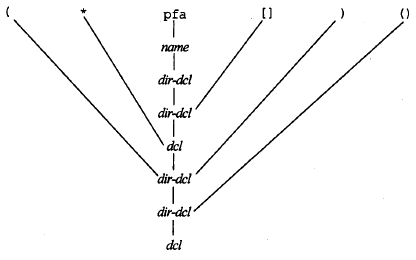 ( * pfa [] ) ()
name
dir-dcl
dir-dcl
dcl
dir-dcl
dir-dcl
dcl